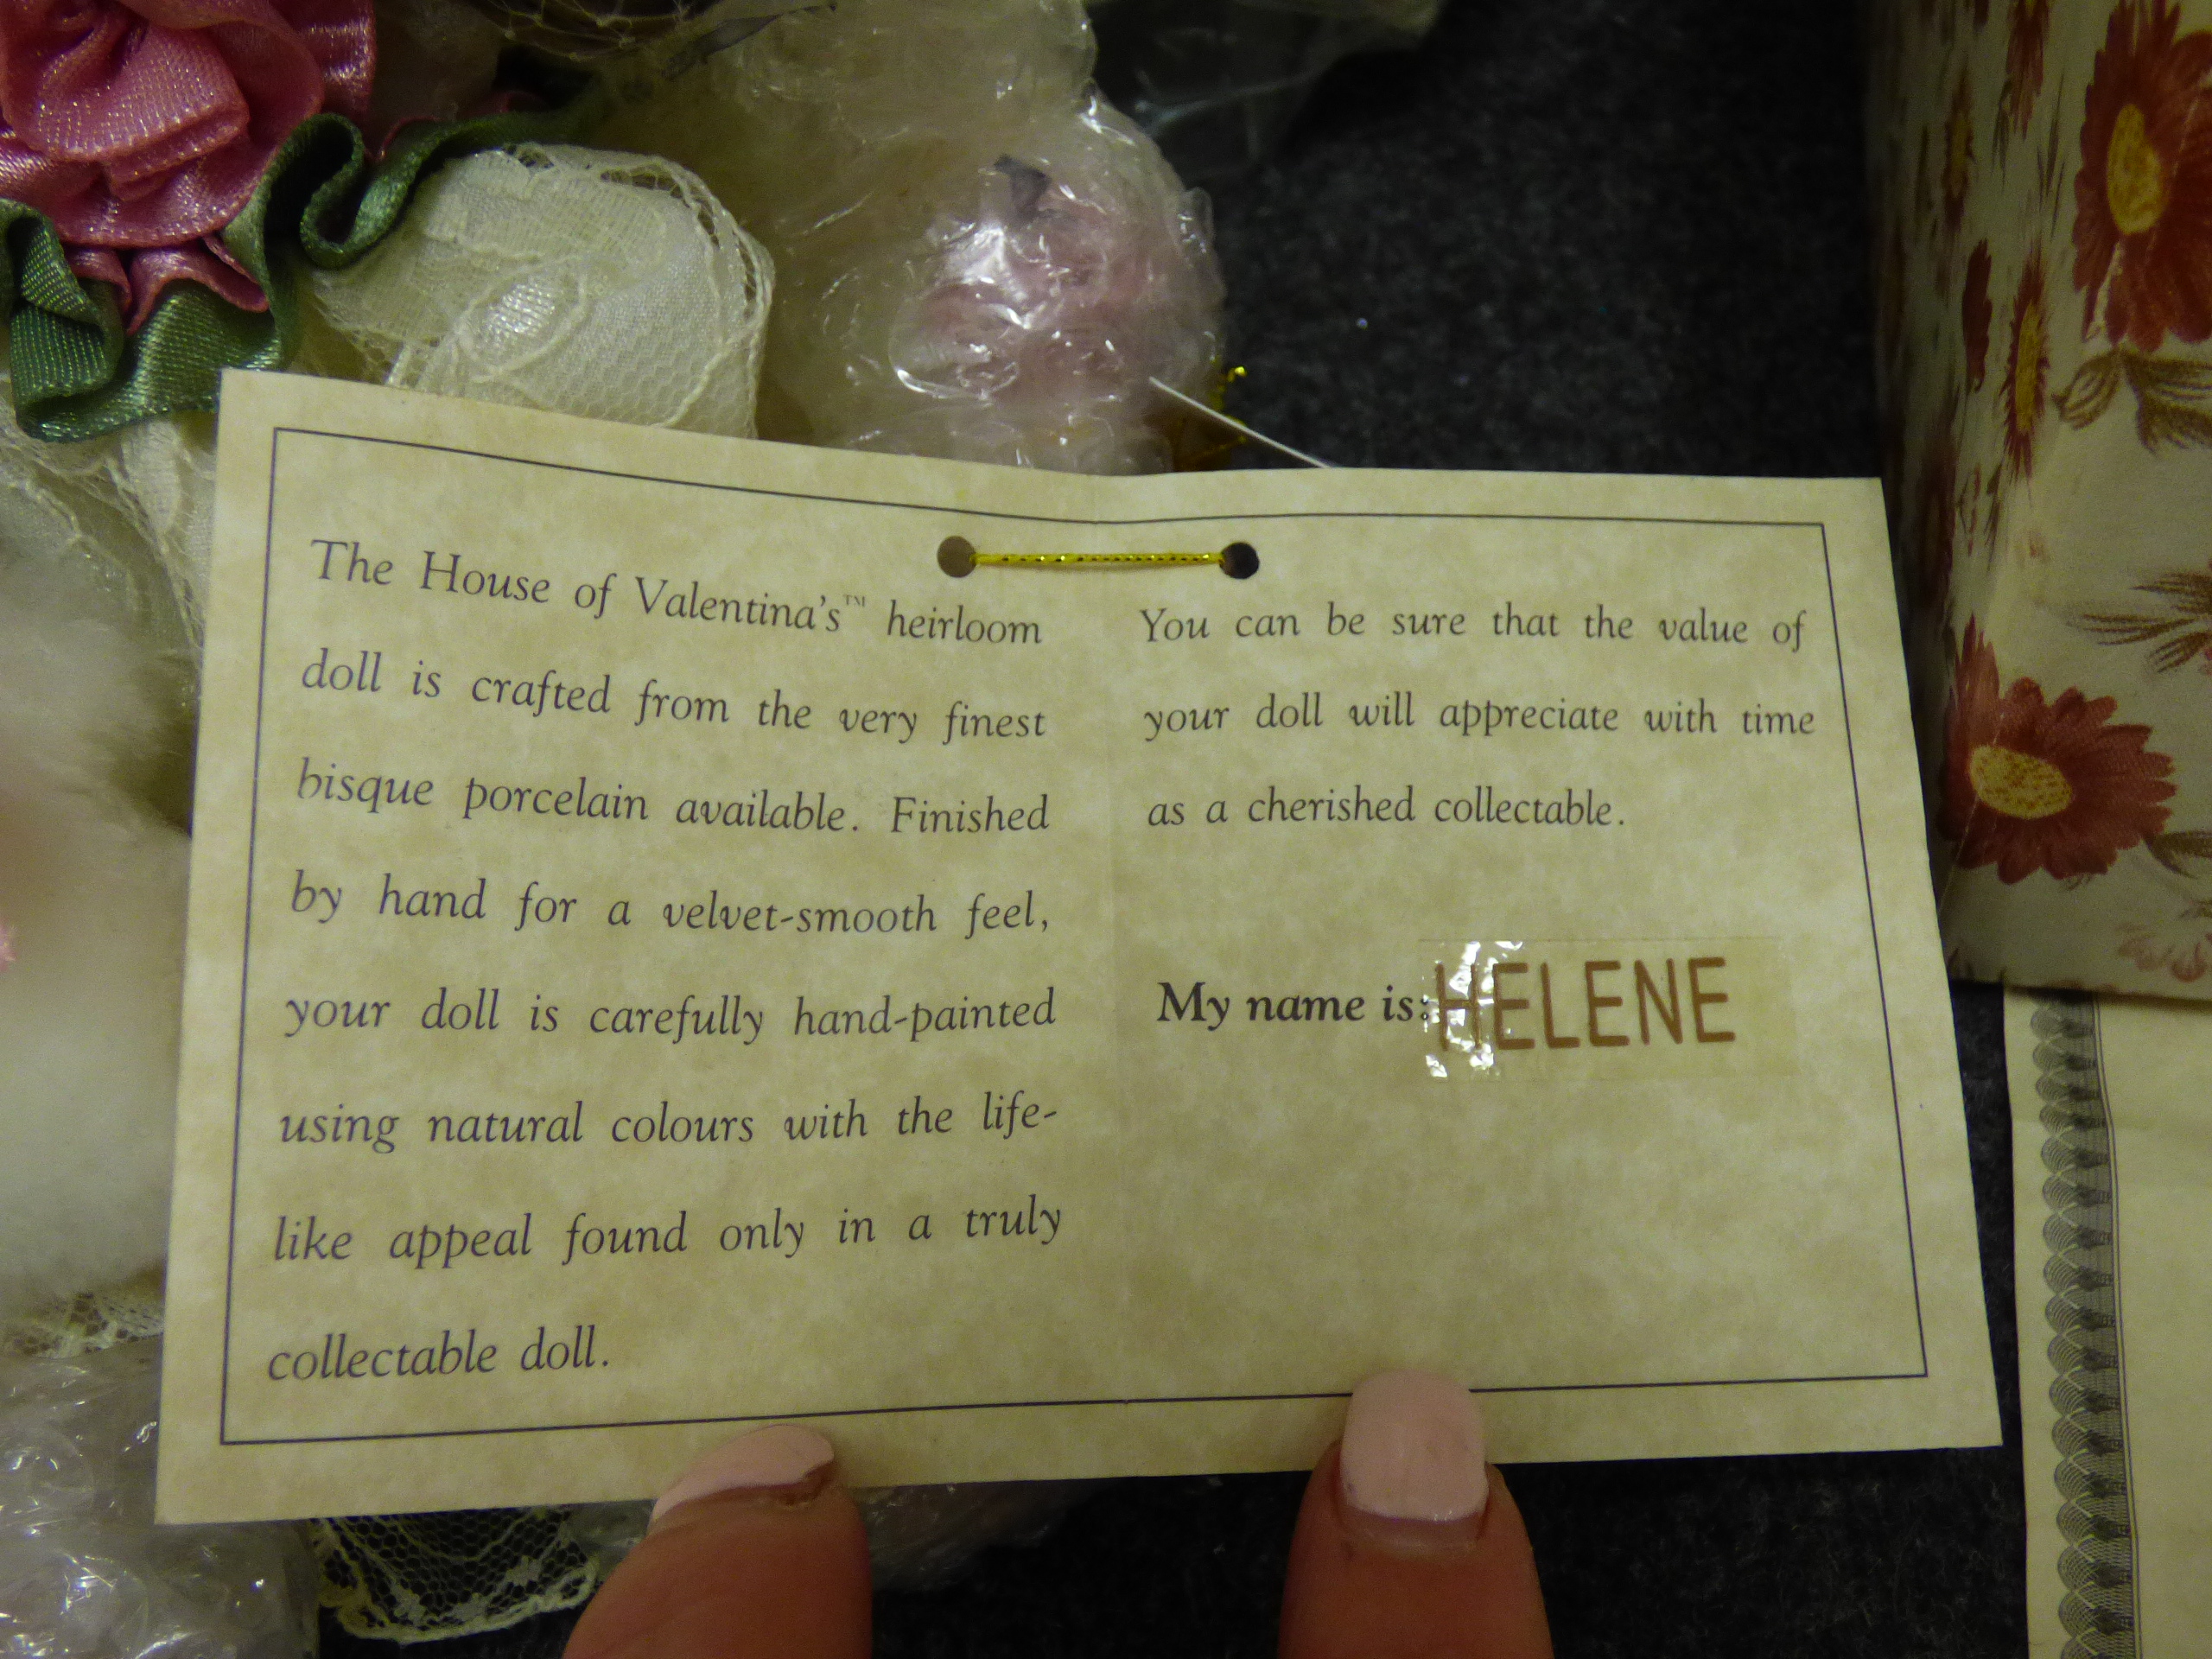 The House of Valentina's™ heirloom
doll is crafted from the very finest
bisque porcelain available. Finished
by hand for a velvet-smooth feel,
your doll is carefully hand-painted
using natural colours with the life-
like appeal found only in a truly
collectable doll.
You can be sure that the value of
your doll will appreciate with time
as a cherished collectable.
My name is: HELENE